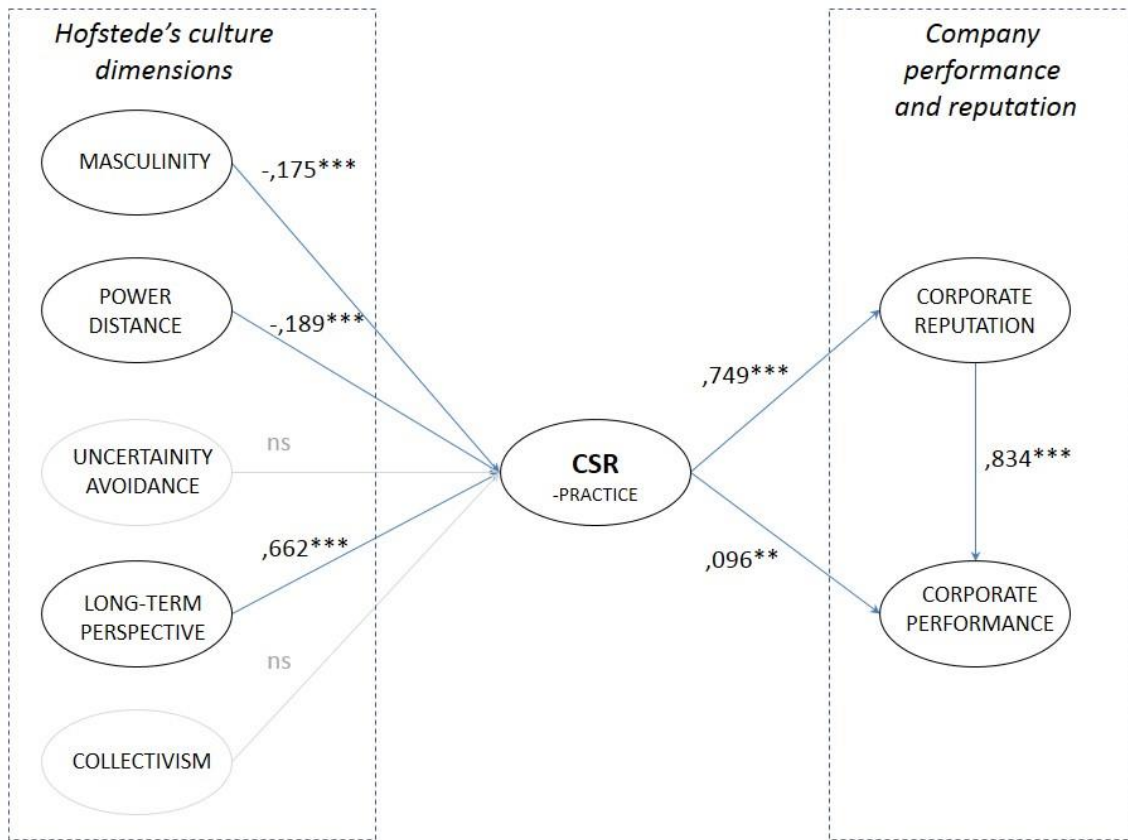 Hofstede's culture
dimensions
MASCULINITY
-,175***
POWER
DISTANCE
-,189***
UNCERTAINITY
AVOIDANCE
ns
LONG-TERM
PERSPECTIVE
,662***
COLLECTIVISM
ns
CSR
-PRACTICE
,749***
,096**
Company
performance
and reputation
CORPORATE
REPUTATION
,834***
CORPORATE
PERFORMANCE